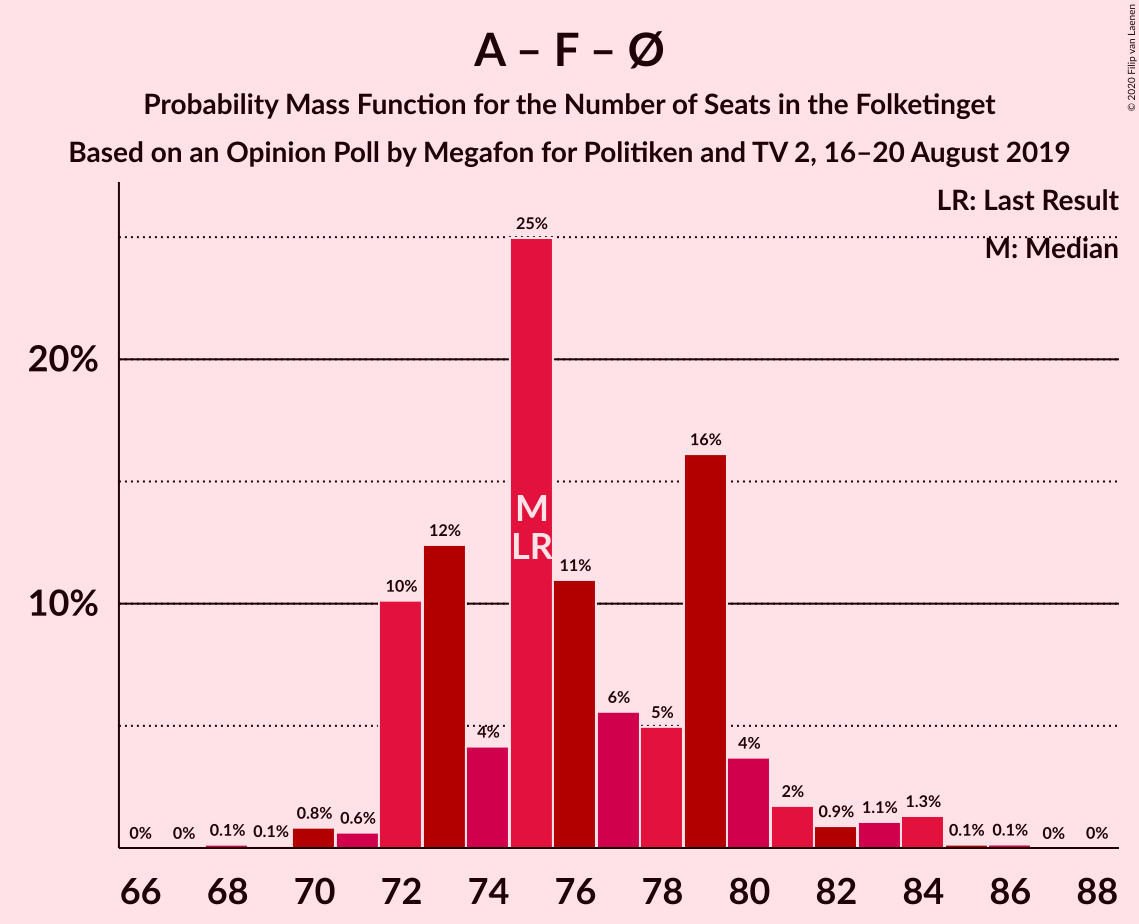 A – F – Ø
Probability Mass Function for the Number of Seats in the Folketinget
Based on an Opinion Poll by Megafon for Politiken and TV 2, 16–20 August 2019
© 2020 Filip van Laenen
LR: Last Result
M: Median
20%
10%
0%
0%
0.1%
0.1%
0.8%
0.6%
10%
12%
4%
25%
M
LR
11%
6%
5%
16%
4%
2%
0.9%
1.1%
1.3%
0.1%
0.1%
0%
0%
66 68 70 72 74 76 78 80 82 84 86 88